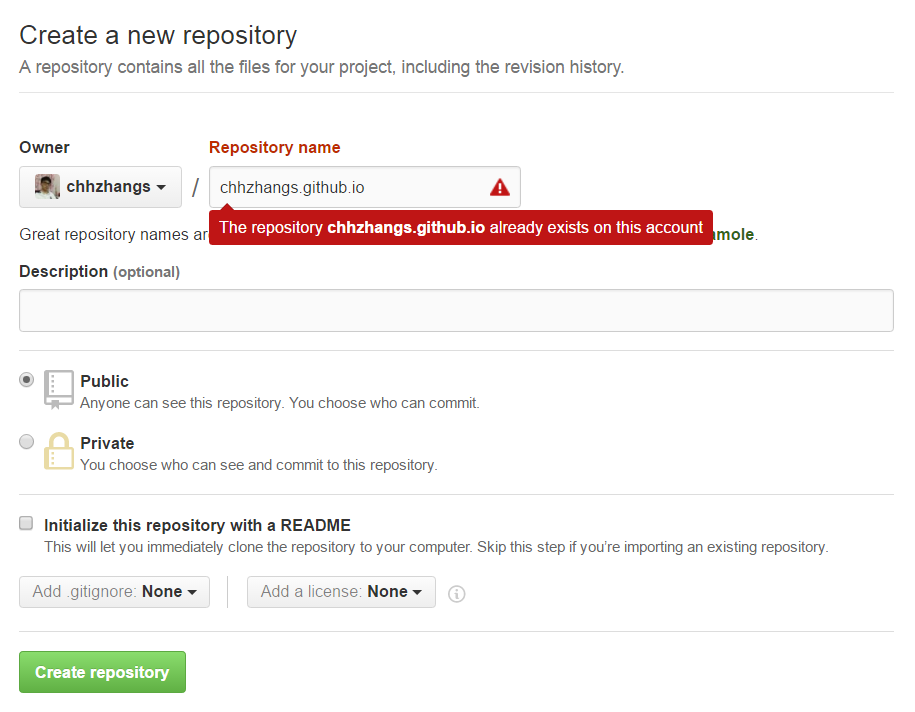 Create a new repository
A repository contains all the files for your project, including the revision history.
Owner
Repository name
chhzhangs
/
chhzhangs.github.io
The repository chhzhangs.github.io already exists on this account
Great repository names
Description (optional)
Public
Anyone can see this repository. You choose who can commit.
Private
You choose who can see and commit to this repository.
Initialize this repository with a README
This will let you immediately clone the repository to your computer. Skip this step if you’re importing an existing repository.
Add .gitignore: None
Add a license: None
Create repository